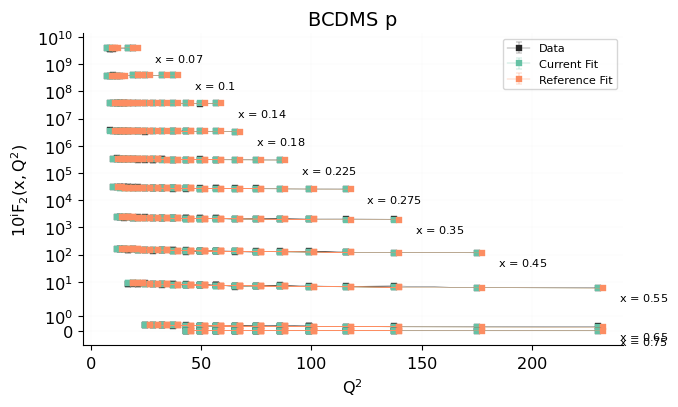 BCDMS p
Data
Current Fit
Reference Fit
10^iF_2(x, Q^2)
10^10
10^9
10^8
10^7
10^6
10^5
10^4
10^3
10^2
10^1
10^0
0
x = 0.07
x = 0.1
x = 0.14
x = 0.18
x = 0.225
x = 0.275
x = 0.35
x = 0.45
x = 0.55
x = 0.65
x = 0.75
0 50 100 150 200
Q^2